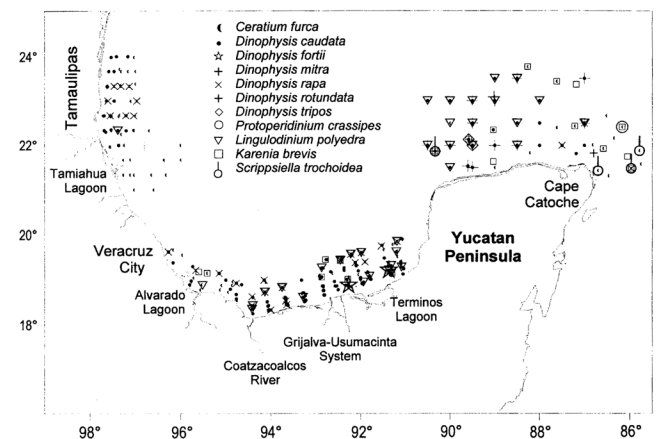 24°
22°
20°
18°
98°
96°
94°
92°
90°
88°
86°
Tamaulipas
Ceratium furca
Dinophysis caudata
Dinophysis fortii
Dinophysis mitra
Dinophysis rapa
Dinophysis rotundata
Dinophysis tripos
Protoperidinium crassipes
Lingulodinium polyedra
Karenia brevis
Scrippsiella trochoidea
Tamiahua
Lagoon
Veracruz
City
Alvarado
Lagoon
Coatzacoalcos
River
Grijalva-Usumacinta
System
Terminos
Lagoon
Yucatan
Peninsula
Cape
Catoche